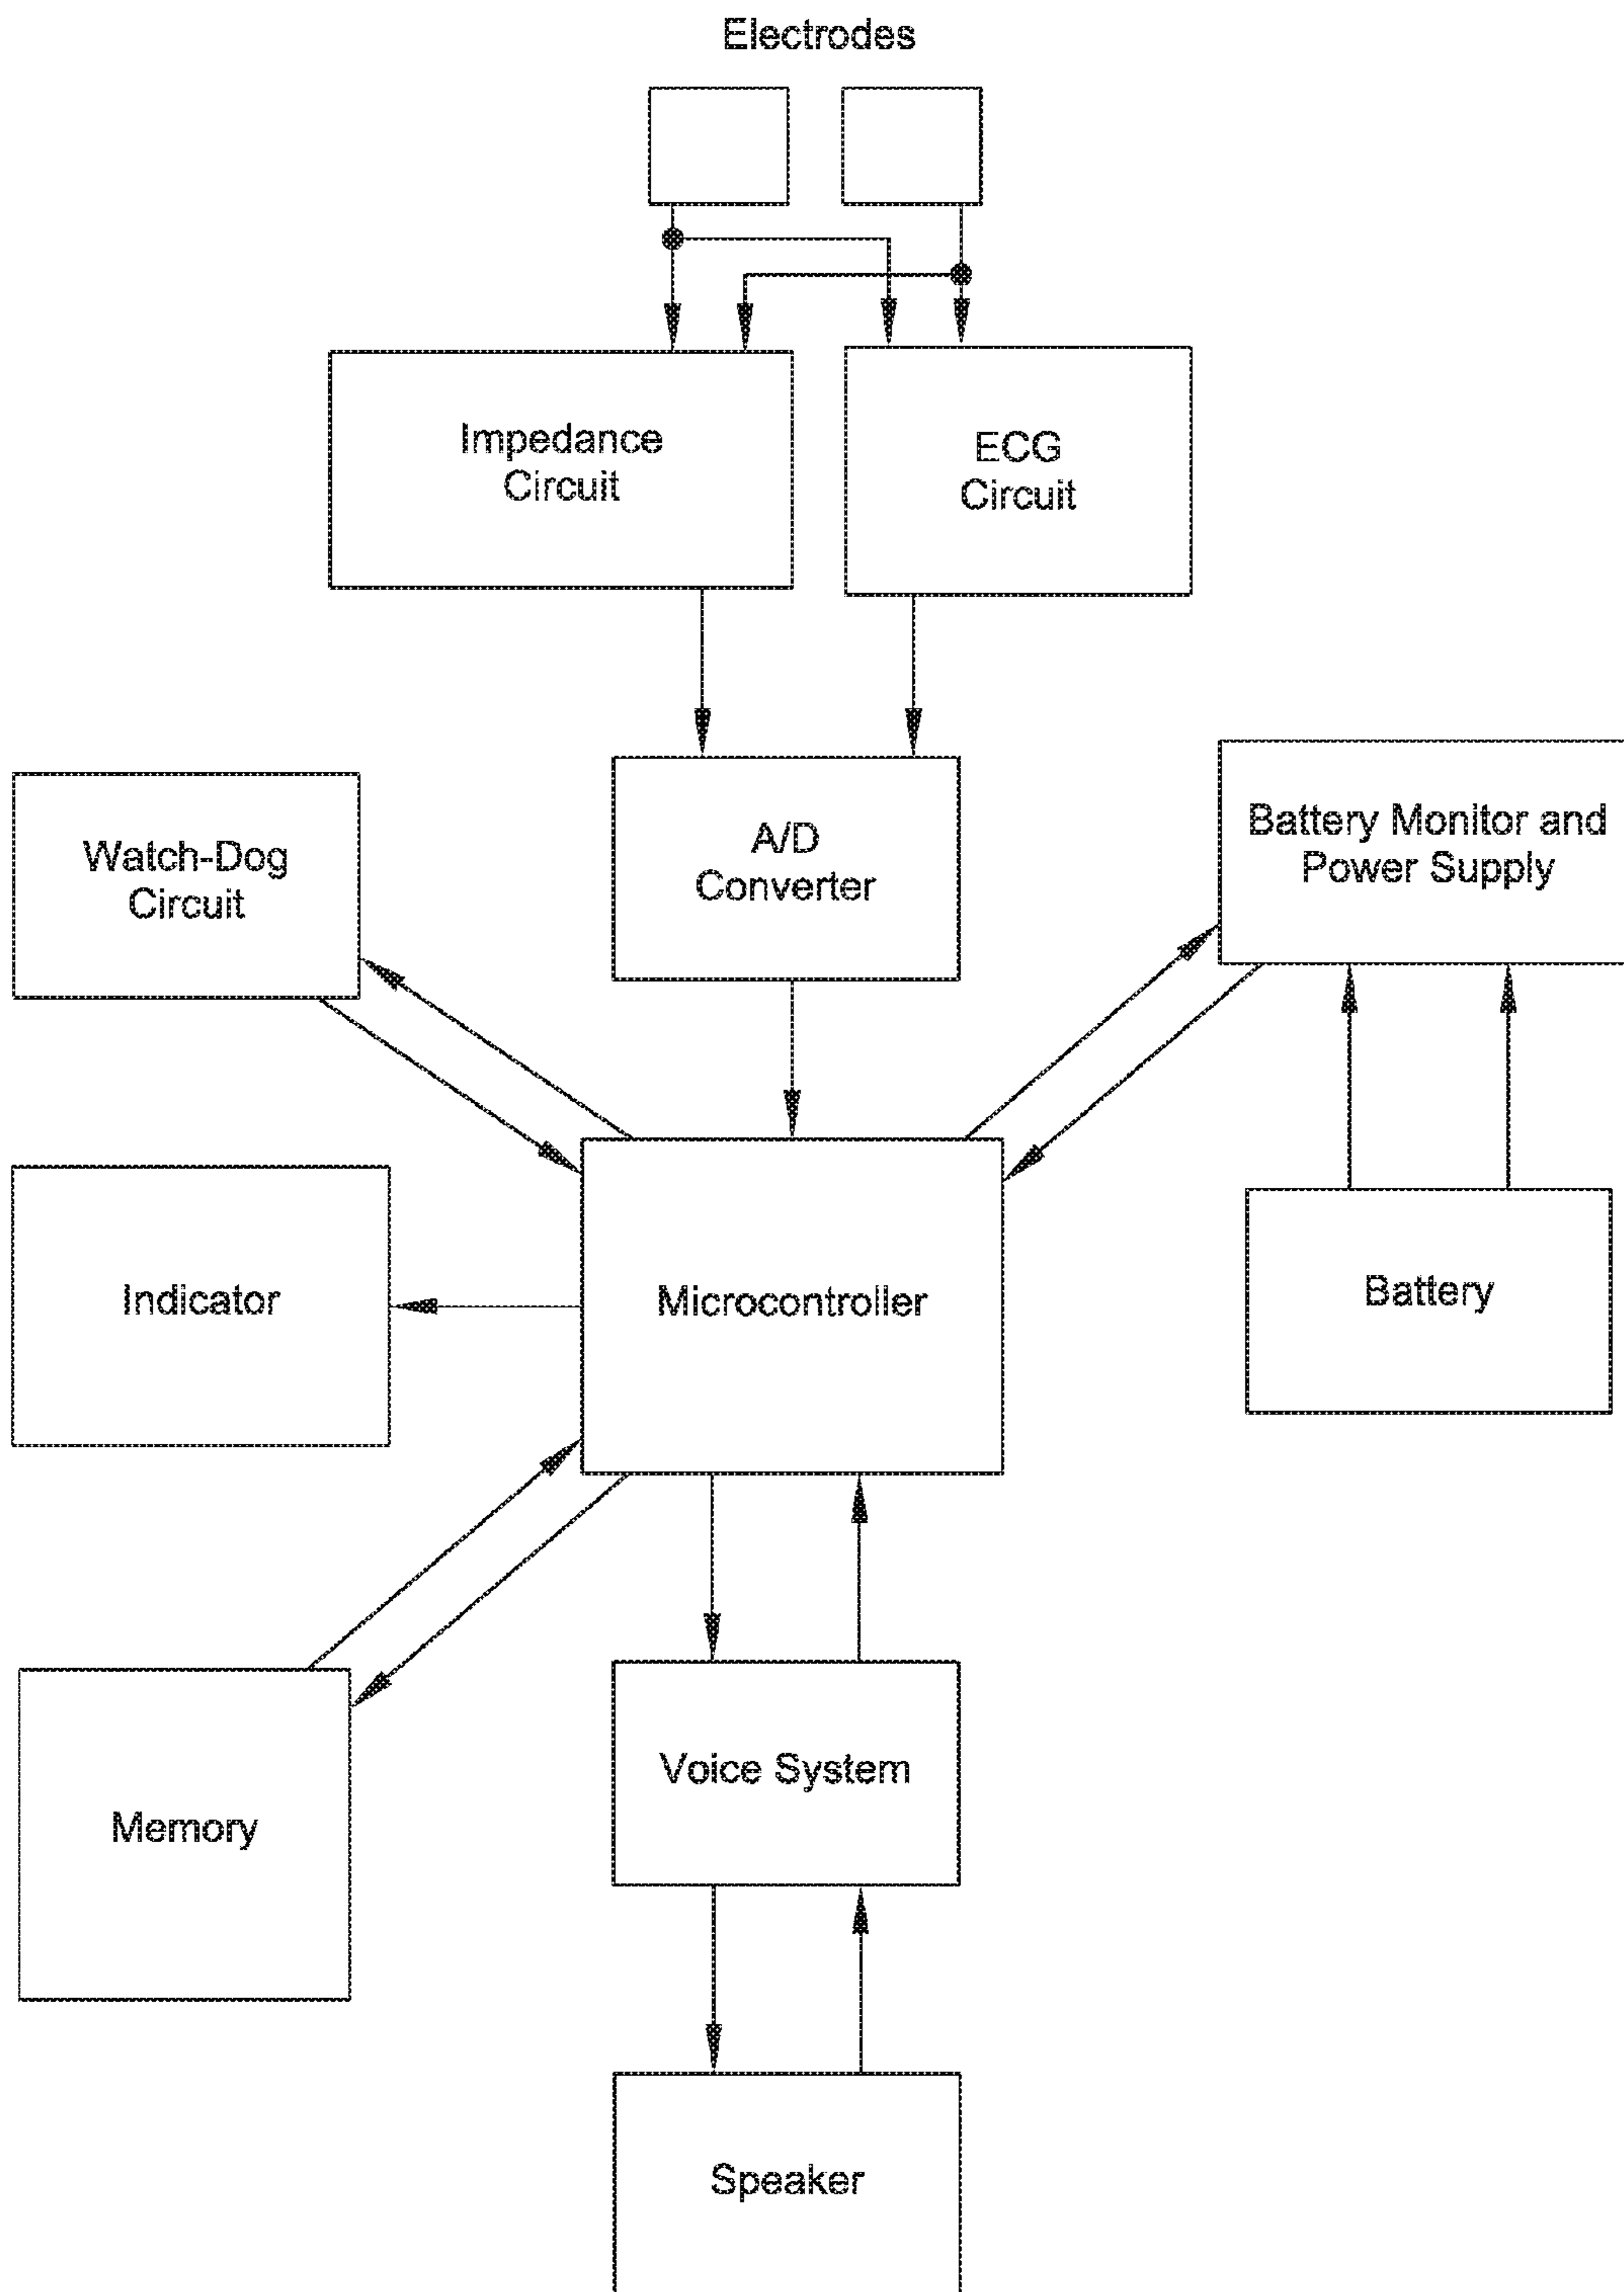 Electrodes
Impedance
Circuit
ECG
Circuit
Watch-Dog
Circuit
A/D
Converter
Battery Monitor and
Power Supply
Indicator
Microcontroller
Battery
Memory
Voice System
Speaker